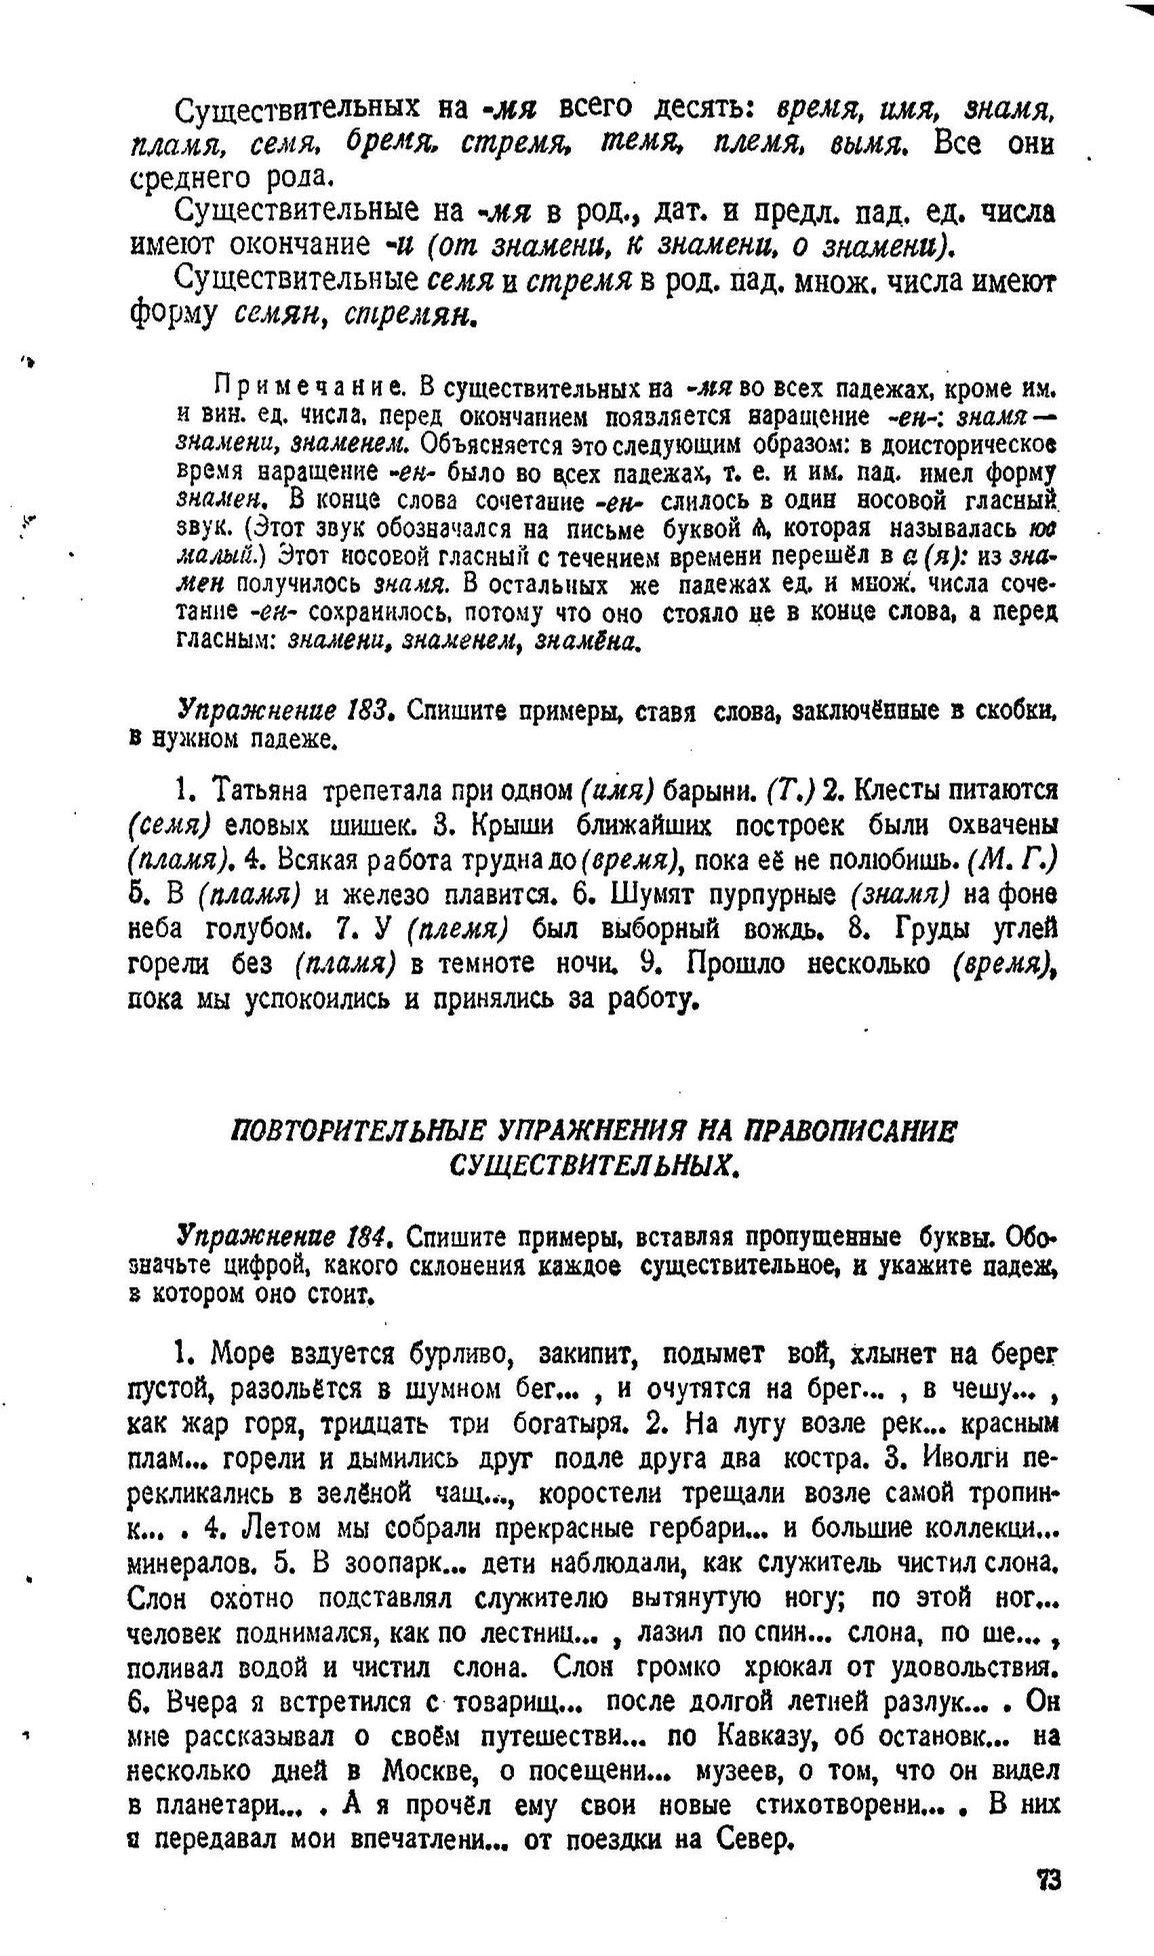 Существительных на -мя всего десять: время, имя, знамя,
пламя, семя, бремя, стремя, темя, племя, вымя. Все они
среднего рода.
Существительные на -мя в род., дат. и предл. пад. ед. числа
имеют окончание -и (от знамени, к знамени, о знамени).
Существительные семя и стремя в род. пад. множ. числа имеют
форму семян, стремян.
Примечание. В существительных на -мя во всех падежах, кроме им.
и вин. ед. числа, перед окончанием появляется наращение -ен-: знамя —
знамени, знаменем. Объясняется это следующим образом: в доисторическое
время наращение -ен- было во всех падежах, т. е. и им. пад. имел форму
знамен. В конце слова сочетание -ен- слилось в один носовой гласный
звук. (Этот звук обозначался на письме буквой ѧ, которая называлась юс
малый.) Этот носовой гласный с течением времени перешёл в а (я): из зна-
мен получилось знамя. В остальных же падежах ед. и множ. числа соче-
тание -ен- сохранилось, потому что оно стояло не в конце слова, а перед
гласным: знамени, знаменем, знамёна.
Упражнение 183. Спишите примеры, ставя слова, заключённые в скобки,
в нужном падеже.
1. Татьяна трепетала при одном (имя) барыни. (Т.) 2. Клесты питаются
(семя) еловых шишек. 3. Крыши ближайших построек были охвачены
(пламя). 4. Всякая работа трудна до (время), пока её не полюбишь. (М. Г.)
5. В (пламя) и железо плавится. 6. Шумят пурпурные (знамя) на фоне
неба голубом. 7. У (племя) был выборный вождь. 8. Груды углей
горели без (пламя) в темноте ночи. 9. Прошло несколько (время),
пока мы успокоились и принялись за работу.
ПОВТОРИТЕЛЬНЫЕ УПРАЖНЕНИЯ НА ПРАВОПИСАНИЕ
СУЩЕСТВИТЕЛЬНЫХ.
Упражнение 184. Спишите примеры, вставляя пропущенные буквы. Обо-
значьте цифрой, какого склонения каждое существительное, и укажите падеж,
в котором оно стоит.
1. Море вздуется бурливо, закипит, подымет вой, хлынет на берег
пустой, разольётся в шумном бег... , и очутятся на брег... , в чешу... ,
как жар горя, тридцать три богатыря. 2. На лугу возле рек... красным
плам... горели и дымились друг подле друга два костра. 3. Иволги пе-
рекликались в зелёной чащ..., коростели трещали возле самой тропин-
к... . 4. Летом мы собрали прекрасные гербари... и большие коллекци...
минералов. 5. В зоопарк... дети наблюдали, как служитель чистил слона.
Слон охотно подставлял служителю вытянутую ногу; по этой ног...
человек поднимался, как по лестниц... , лазил по спин... слона, по ше... ,
поливал водой и чистил слона. Слон громко хрюкал от удовольствия.
6. Вчера я встретился с товарищ... после долгой летней разлук... . Он
мне рассказывал о своём путешестви... по Кавказу, об остановк... на
несколько дней в Москве, о посещени... музеев, о том, что он видел
в планетари... . А я прочёл ему свои новые стихотворени... . В них
я передавал мои впечатлени... от поездки на Север.
73